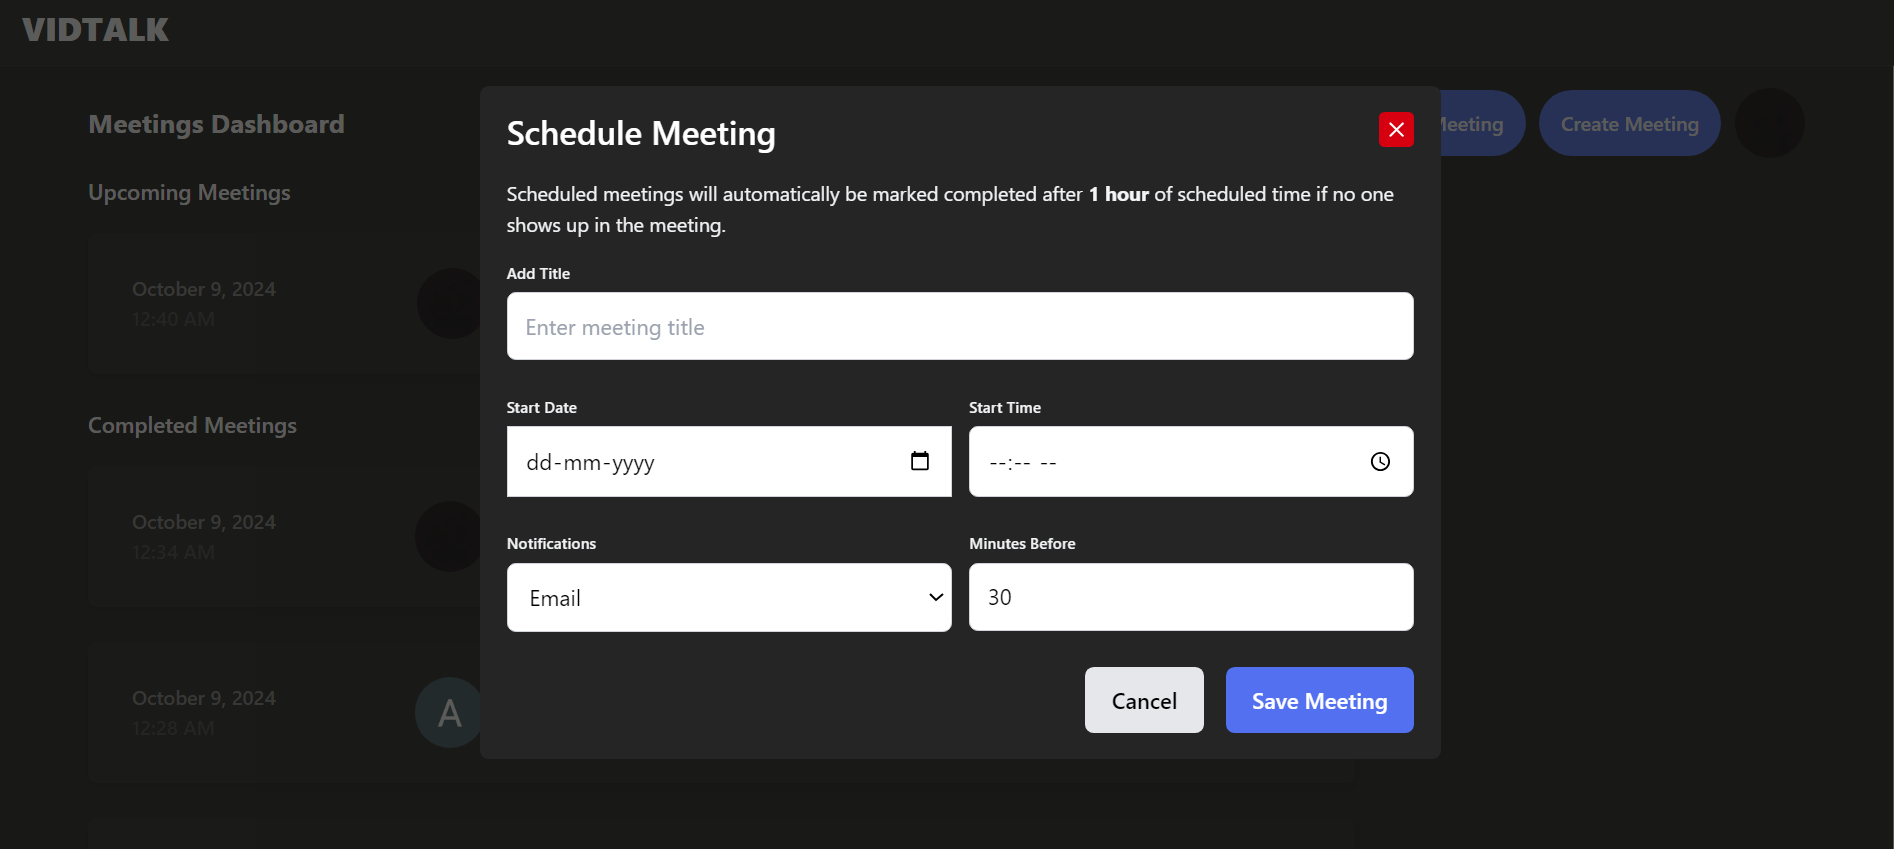 VIDTALK
Meetings Dashboard
Meeting
Create Meeting
Upcoming Meetings
October 9, 2024
12:40 AM
Completed Meetings
October 9, 2024
12:34 AM
October 9, 2024
12:28 AM
A
Schedule Meeting
Scheduled meetings will automatically be marked completed after 1 hour of scheduled time if no one
shows up in the meeting.
Add Title
Enter meeting title
Start Date
Start Time
dd-mm-yyyy
--:-- --
Notifications
Minutes Before
Email
30
Cancel
Save Meeting